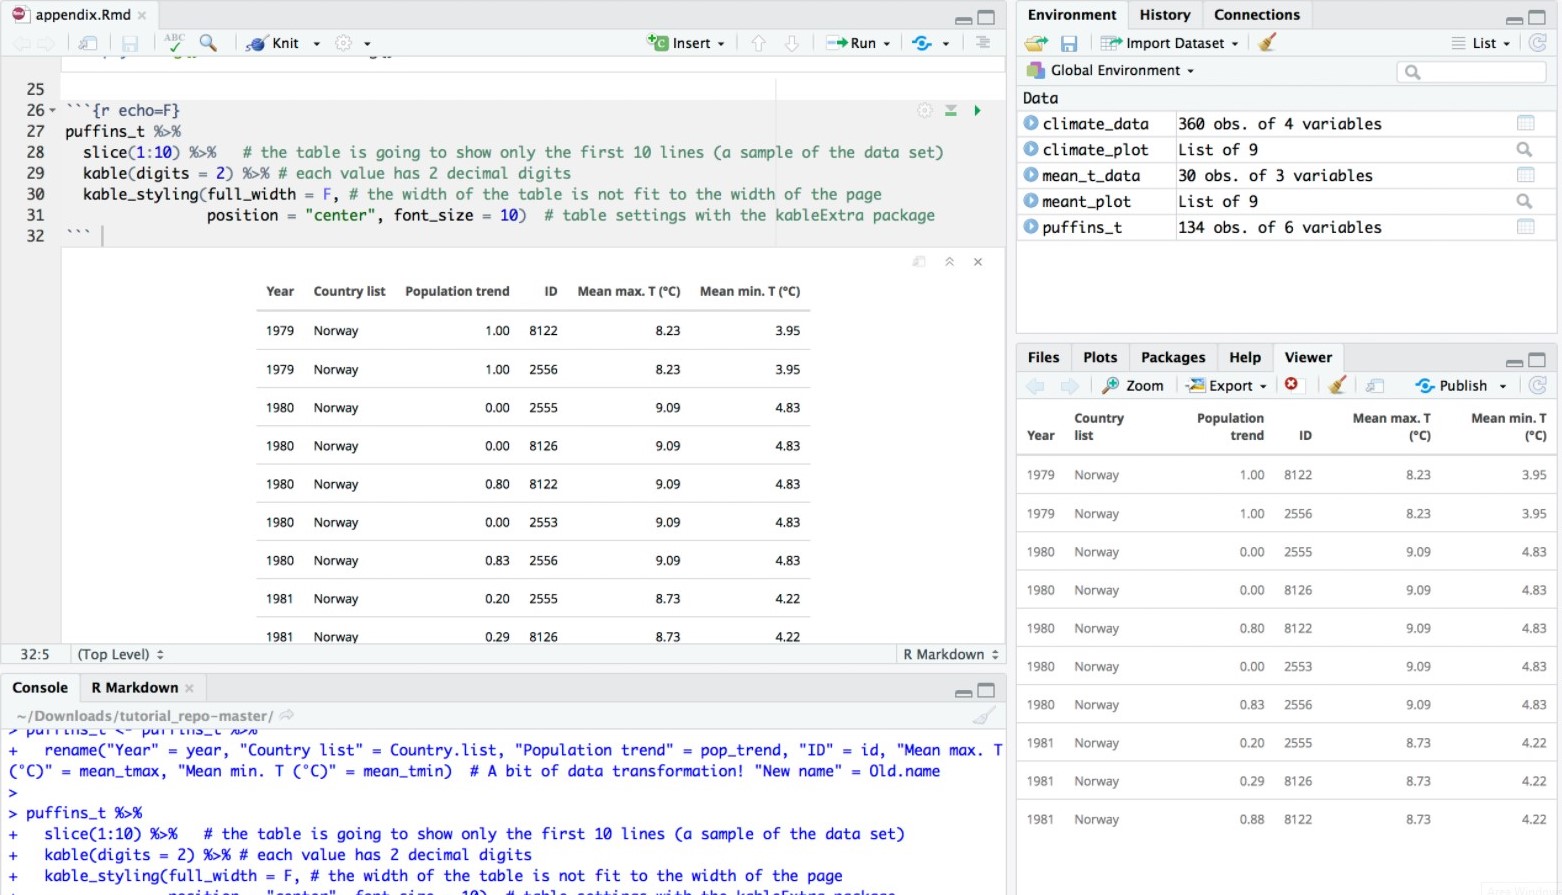 appendix.Rmd
ABC
Knit
Insert
Run
25
26 ```{r echo=F}
27 puffins_t %>%
28 slice(1:10) %>% # the table is going to show only the first 10 lines (a sample of the data set)
29 kable(digits = 2) %>% # each value has 2 decimal digits
30 kable_styling(full_width = F, # the width of the table is not fit to the width of the page
31 position = "center", font_size = 10) # table settings with the kableExtra package
32 ```
Year Country list Population trend ID Mean max. T (°C) Mean min. T (°C)
1979 Norway 1.00 8122 8.23 3.95
1979 Norway 1.00 2556 8.23 3.95
1980 Norway 0.00 2555 9.09 4.83
1980 Norway 0.00 8126 9.09 4.83
1980 Norway 0.80 8122 9.09 4.83
1980 Norway 0.00 2553 9.09 4.83
1980 Norway 0.83 2556 9.09 4.83
1981 Norway 0.20 2555 8.73 4.22
1981 Norway 0.29 8126 8.73 4.22
32:5 (Top Level) R Markdown
Console R Markdown
~/Downloads/tutorial_repo-master/
> puffins_t <- puffins_t %>%
+ rename("Year" = year, "Country list" = Country.list, "Population trend" = pop_trend, "ID" = id, "Mean max. T
(°C)" = mean_tmax, "Mean min. T (°C)" = mean_tmin) # A bit of data transformation! "New name" = Old.name
>
> puffins_t %>%
+ slice(1:10) %>% # the table is going to show only the first 10 lines (a sample of the data set)
+ kable(digits = 2) %>% # each value has 2 decimal digits
+ kable_styling(full_width = F, # the width of the table is not fit to the width of the page
+ position = "center", font_size = 10) # table settings with the kableExtra package
Environment History Connections
Import Dataset List
Global Environment
Data
climate_data 360 obs. of 4 variables
climate_plot List of 9
mean_t_data 30 obs. of 3 variables
meant_plot List of 9
puffins_t 134 obs. of 6 variables
Files Plots Packages Help Viewer
Zoom Export Publish
Country Population Mean max. T Mean min. T
Year list trend ID (°C) (°C)
1979 Norway 1.00 8122 8.23 3.95
1979 Norway 1.00 2556 8.23 3.95
1980 Norway 0.00 2555 9.09 4.83
1980 Norway 0.00 8126 9.09 4.83
1980 Norway 0.80 8122 9.09 4.83
1980 Norway 0.00 2553 9.09 4.83
1980 Norway 0.83 2556 9.09 4.83
1981 Norway 0.20 2555 8.73 4.22
1981 Norway 0.29 8126 8.73 4.22
1981 Norway 0.88 8122 8.73 4.22